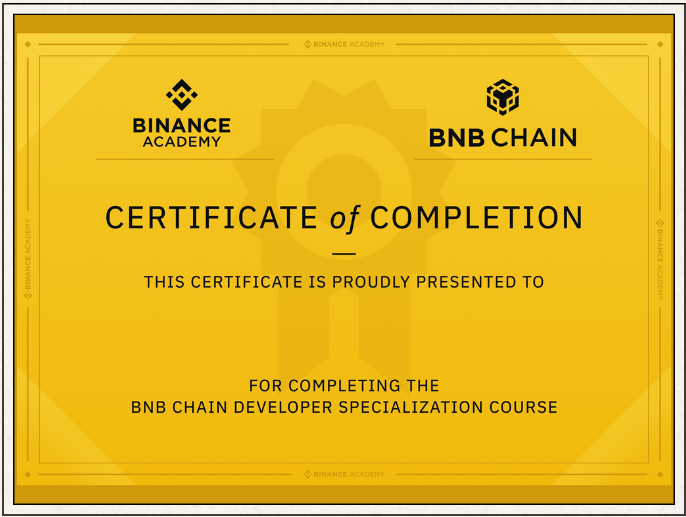 BINANCE ACADEMY
BINANCE
ACADEMY
BNB CHAIN
CERTIFICATE of COMPLETION
THIS CERTIFICATE IS PROUDLY PRESENTED TO
FOR COMPLETING THE
BNB CHAIN DEVELOPER SPECIALIZATION COURSE
BINANCE ACADEMY
BINANCE ACADEMY
BINANCE ACADEMY